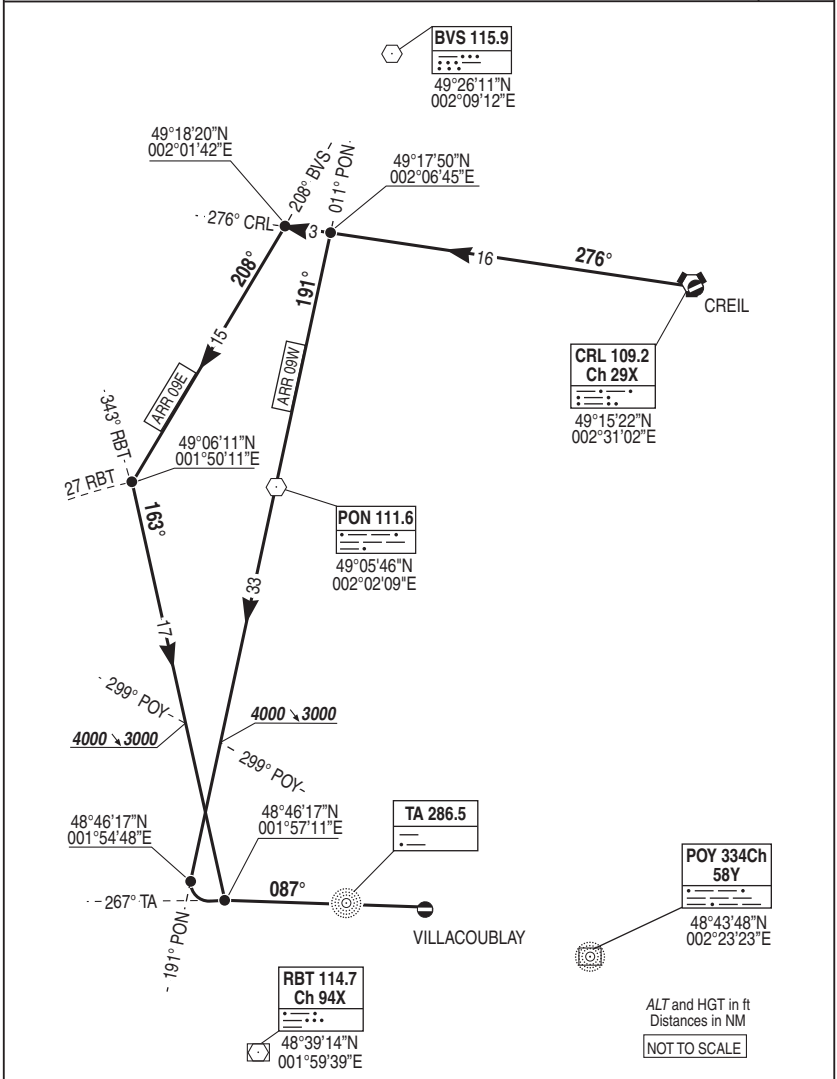 BVS 115.9
49°26'11"N
002°09'12"E
49°18'20"N
002°01'42"E
208° BVS
011° PON
49°17'50"N
002°06'45"E
276° CRL
3
16
276°
CREIL
208°
191°
15
ARR 09E
ARR 09W
CRL 109.2
Ch 29X
49°15'22"N
002°31'02"E
343° RBT
49°06'11"N
001°50'11"E
27 RBT
163°
PON 111.6
49°05'46"N
002°02'09"E
33
17
299° POY
4000 ↘ 3000
4000 ↘ 3000
299° POY
48°46'17"N
001°54'48"E
48°46'17"N
001°57'11"E
TA 286.5
267° TA
087°
191° PON
VILLACOUBLAY
POY 334Ch
58Y
48°43'48"N
002°23'23"E
RBT 114.7
Ch 94X
48°39'14"N
001°59'39"E
ALT and HGT in ft
Distances in NM
NOT TO SCALE